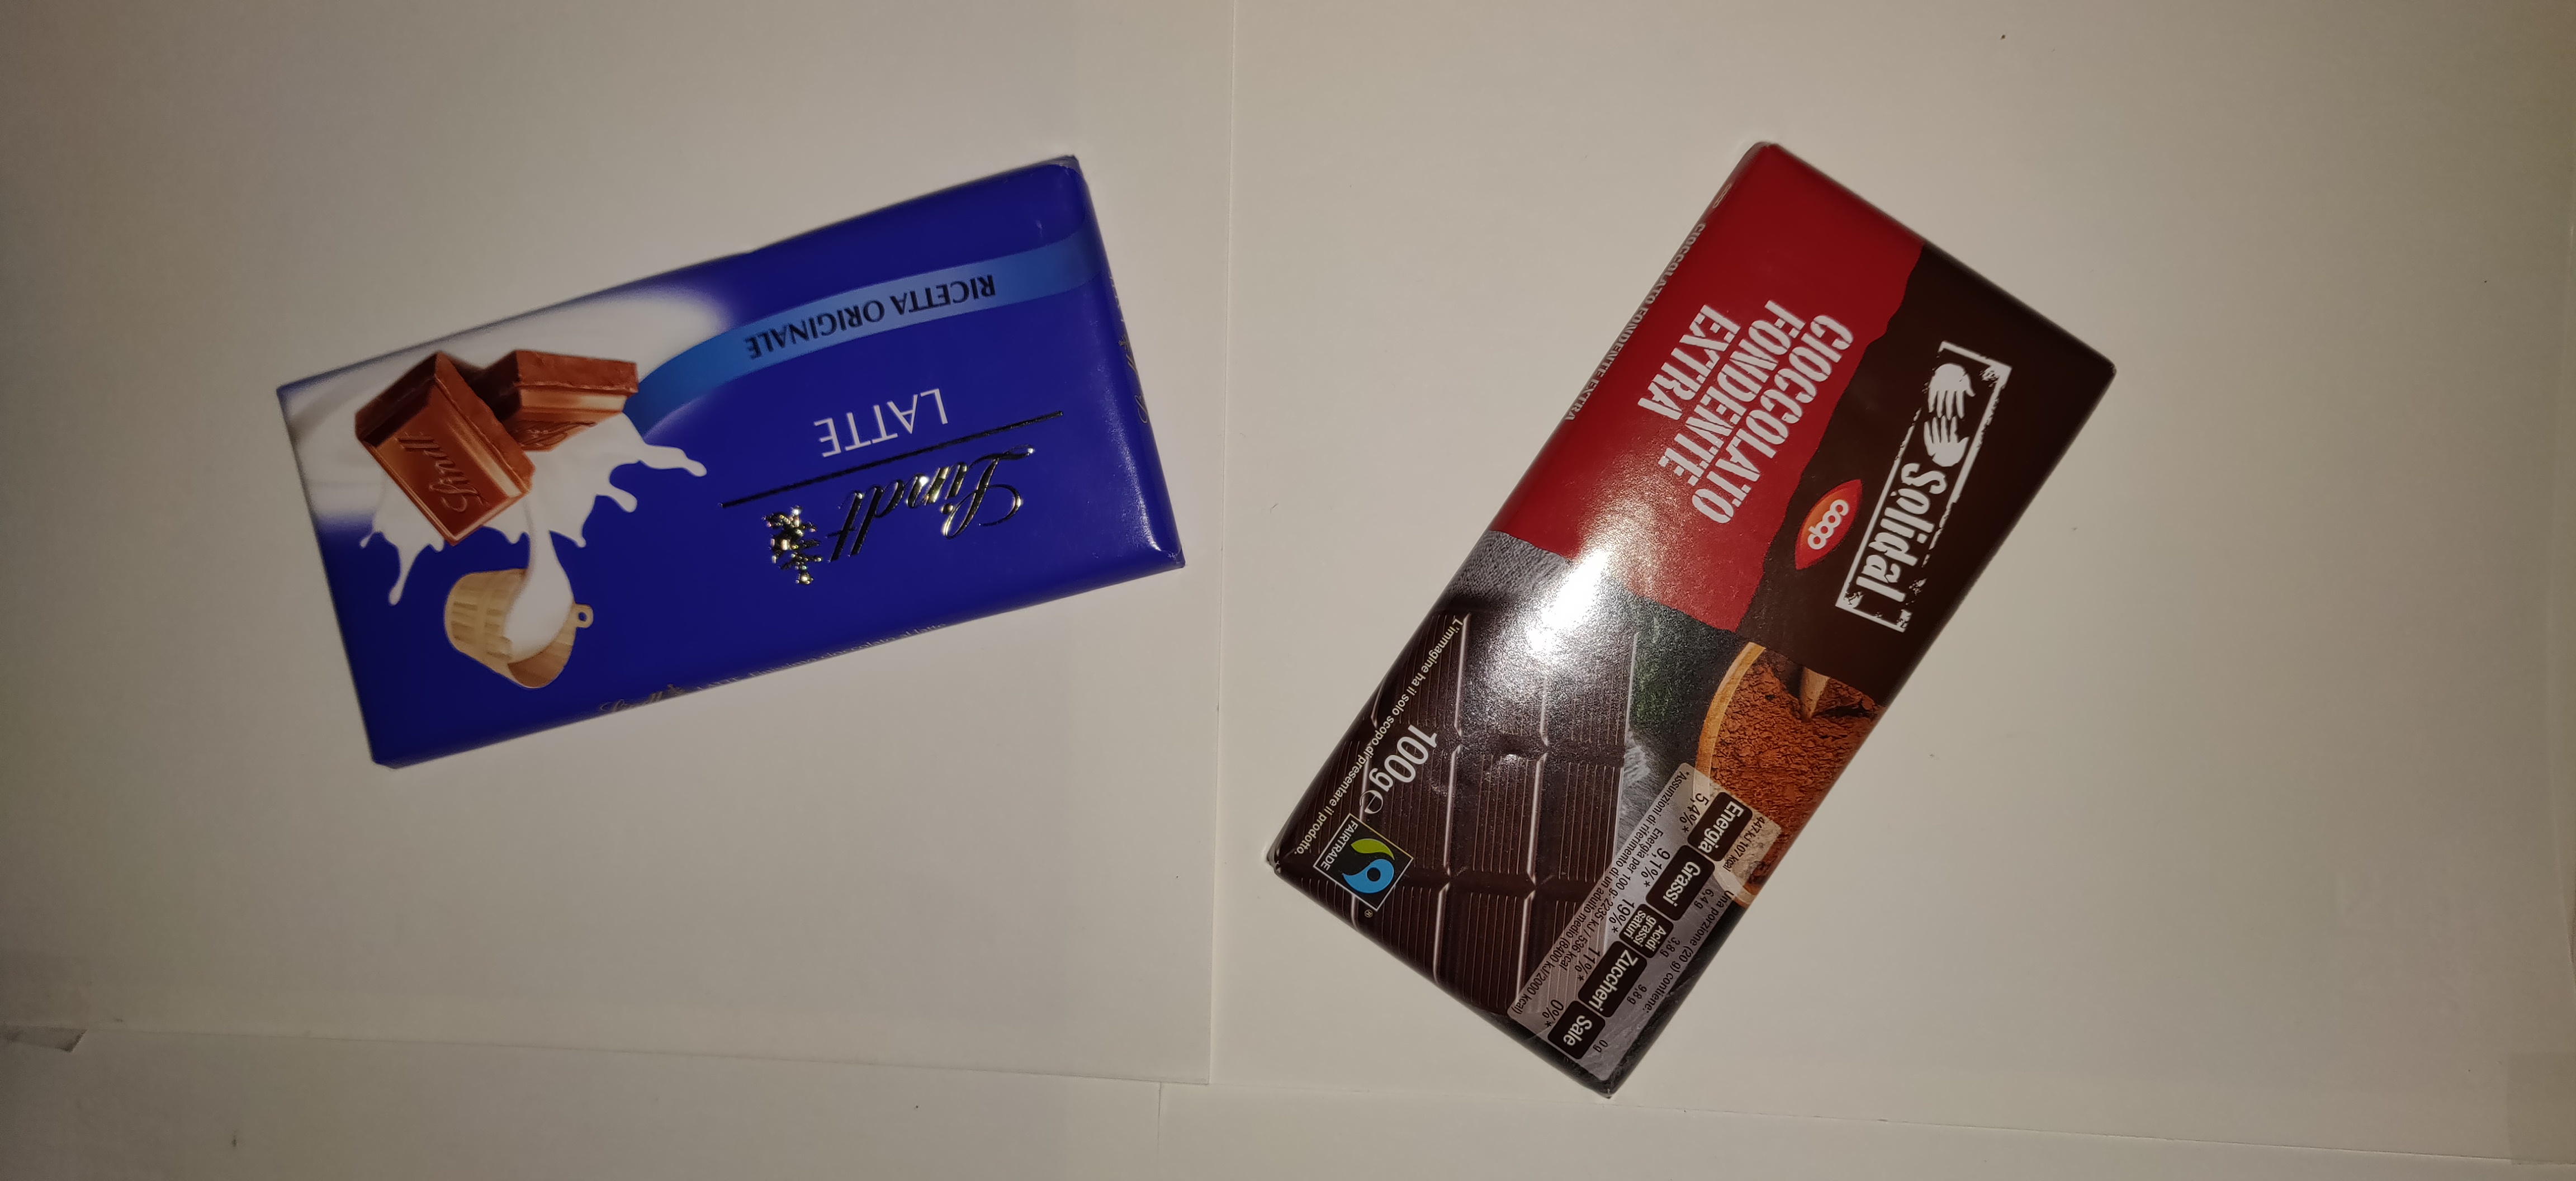 Lindt
Lindt
LATTE
RICETTA ORIGINALE
Solidal
coop
CIOCCOLATO
FONDENTE
EXTRA
CIOCCOLATO FONDENTE EXTRA
Una porzione (20 g) contiene:
447 kJ 107 kcal
Energia
5,4%*
6,4 g
Grassi
9,1%*
3,8 g
Acidi
grassi
saturi
19%*
9,8 g
Zuccheri
11%*
0 g
Sale
0%*
Energia per 100 g: 2235 kJ / 536 kcal
*Assunzioni di riferimento di un adulto medio (8400 kJ/2000 kcal)
100g e
L'immagine ha il solo scopo di presentare il prodotto.
FAIRTRADE
®